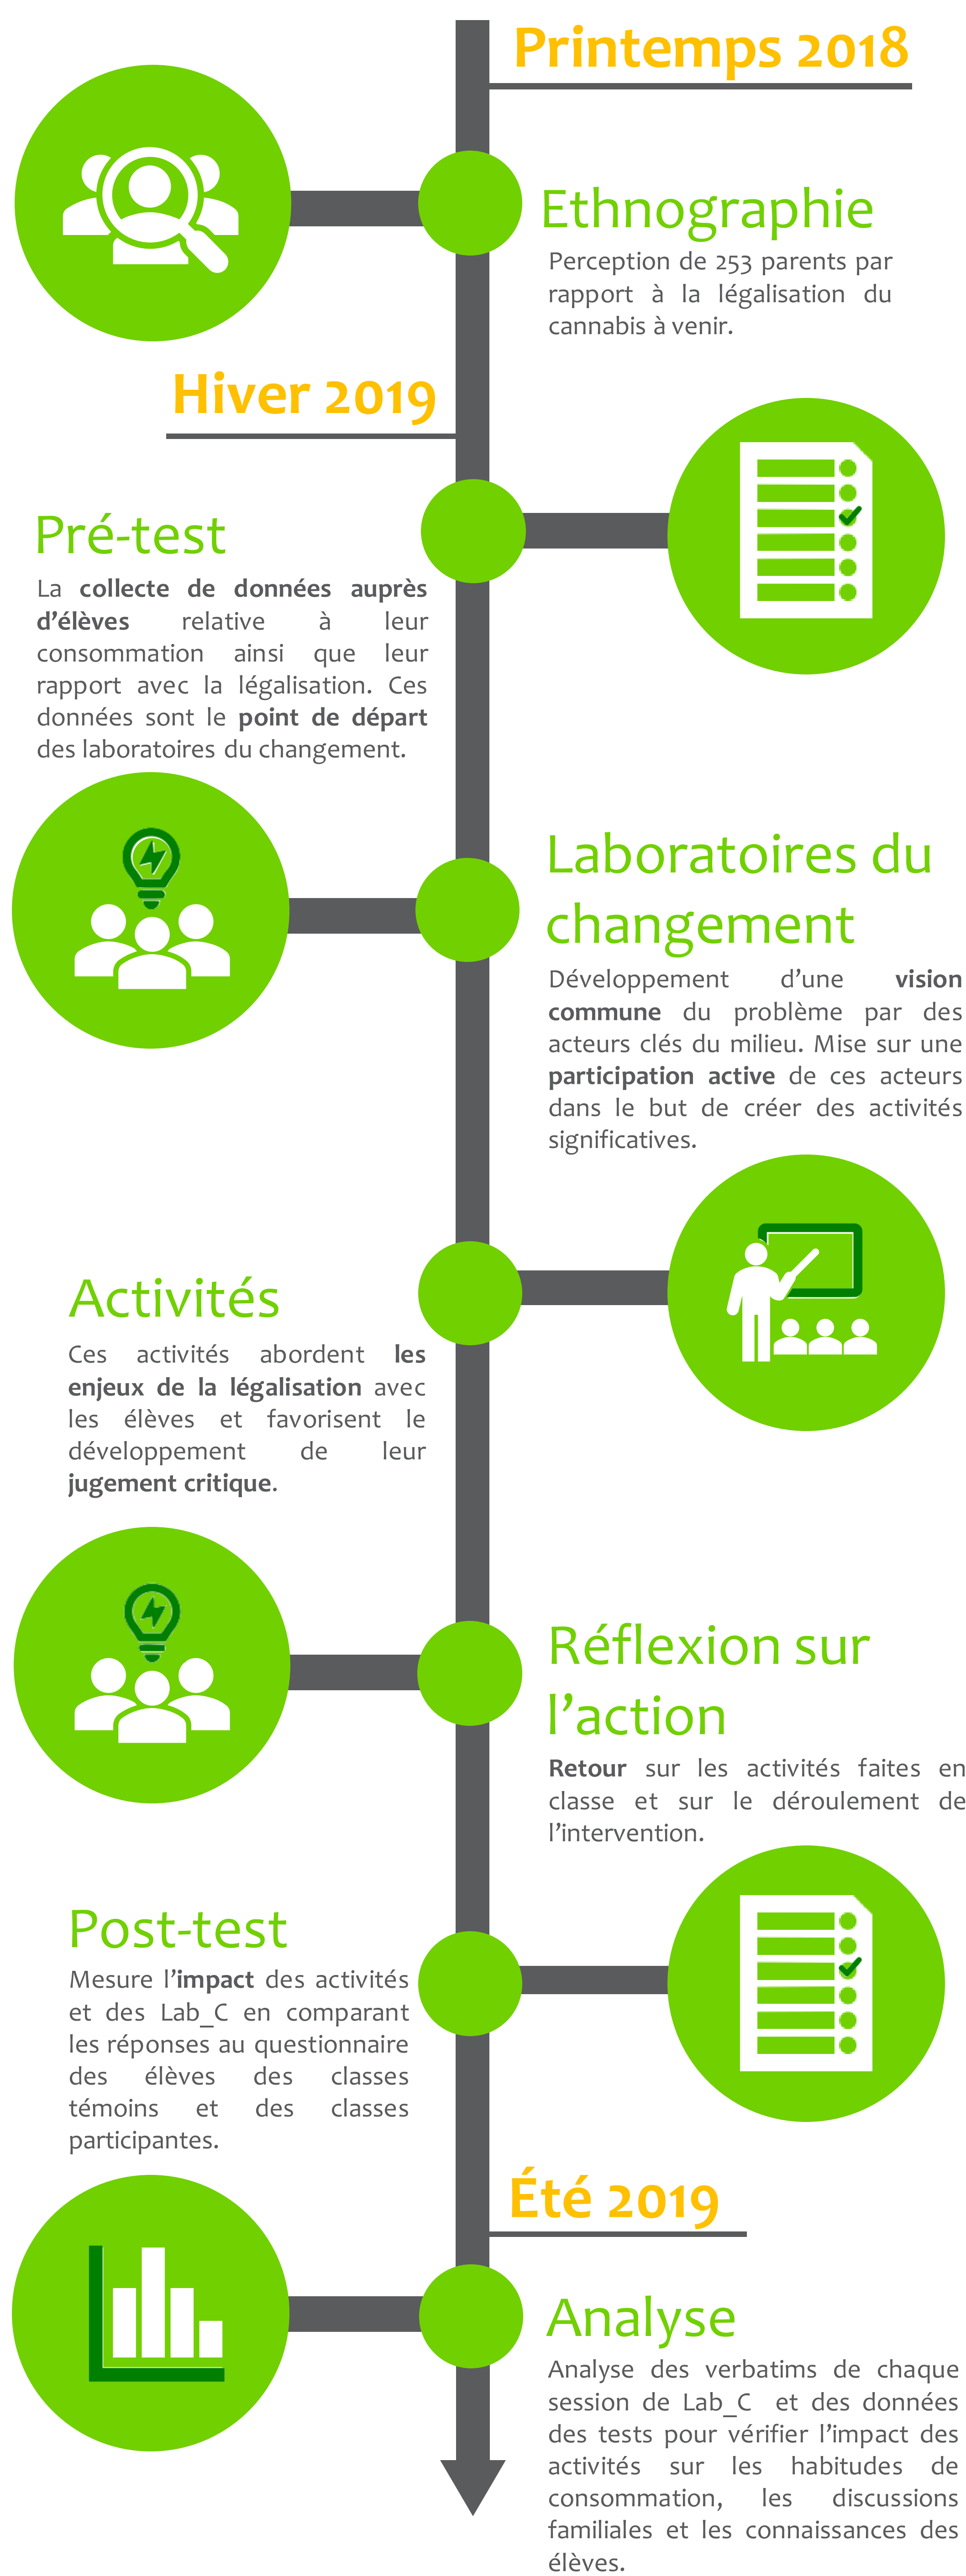 Printemps 2018
Ethnographie
Perception de 253 parents par
rapport à la légalisation du
cannabis à venir.
Hiver 2019
Pré-test
La collecte de données auprès
d’élèves relative à leur
consommation ainsi que leur
rapport avec la légalisation. Ces
données sont le point de départ
des laboratoires du changement.
Laboratoires du
changement
Développement d’une vision
commune du problème par des
acteurs clés du milieu. Mise sur une
participation active de ces acteurs
dans le but de créer des activités
significatives.
Activités
Ces activités abordent les
enjeux de la légalisation avec
les élèves et favorisent le
développement de leur
jugement critique.
Réflexion sur
l’action
Retour sur les activités faites en
classe et sur le déroulement de
l’intervention.
Post-test
Mesure l’impact des activités
et des Lab_C en comparant
les réponses au questionnaire
des élèves des classes
témoins et des classes
participantes.
Été 2019
Analyse
Analyse des verbatims de chaque
session de Lab_C et des données
des tests pour vérifier l’impact des
activités sur les habitudes de
consommation, les discussions
familiales et les connaissances des
élèves.